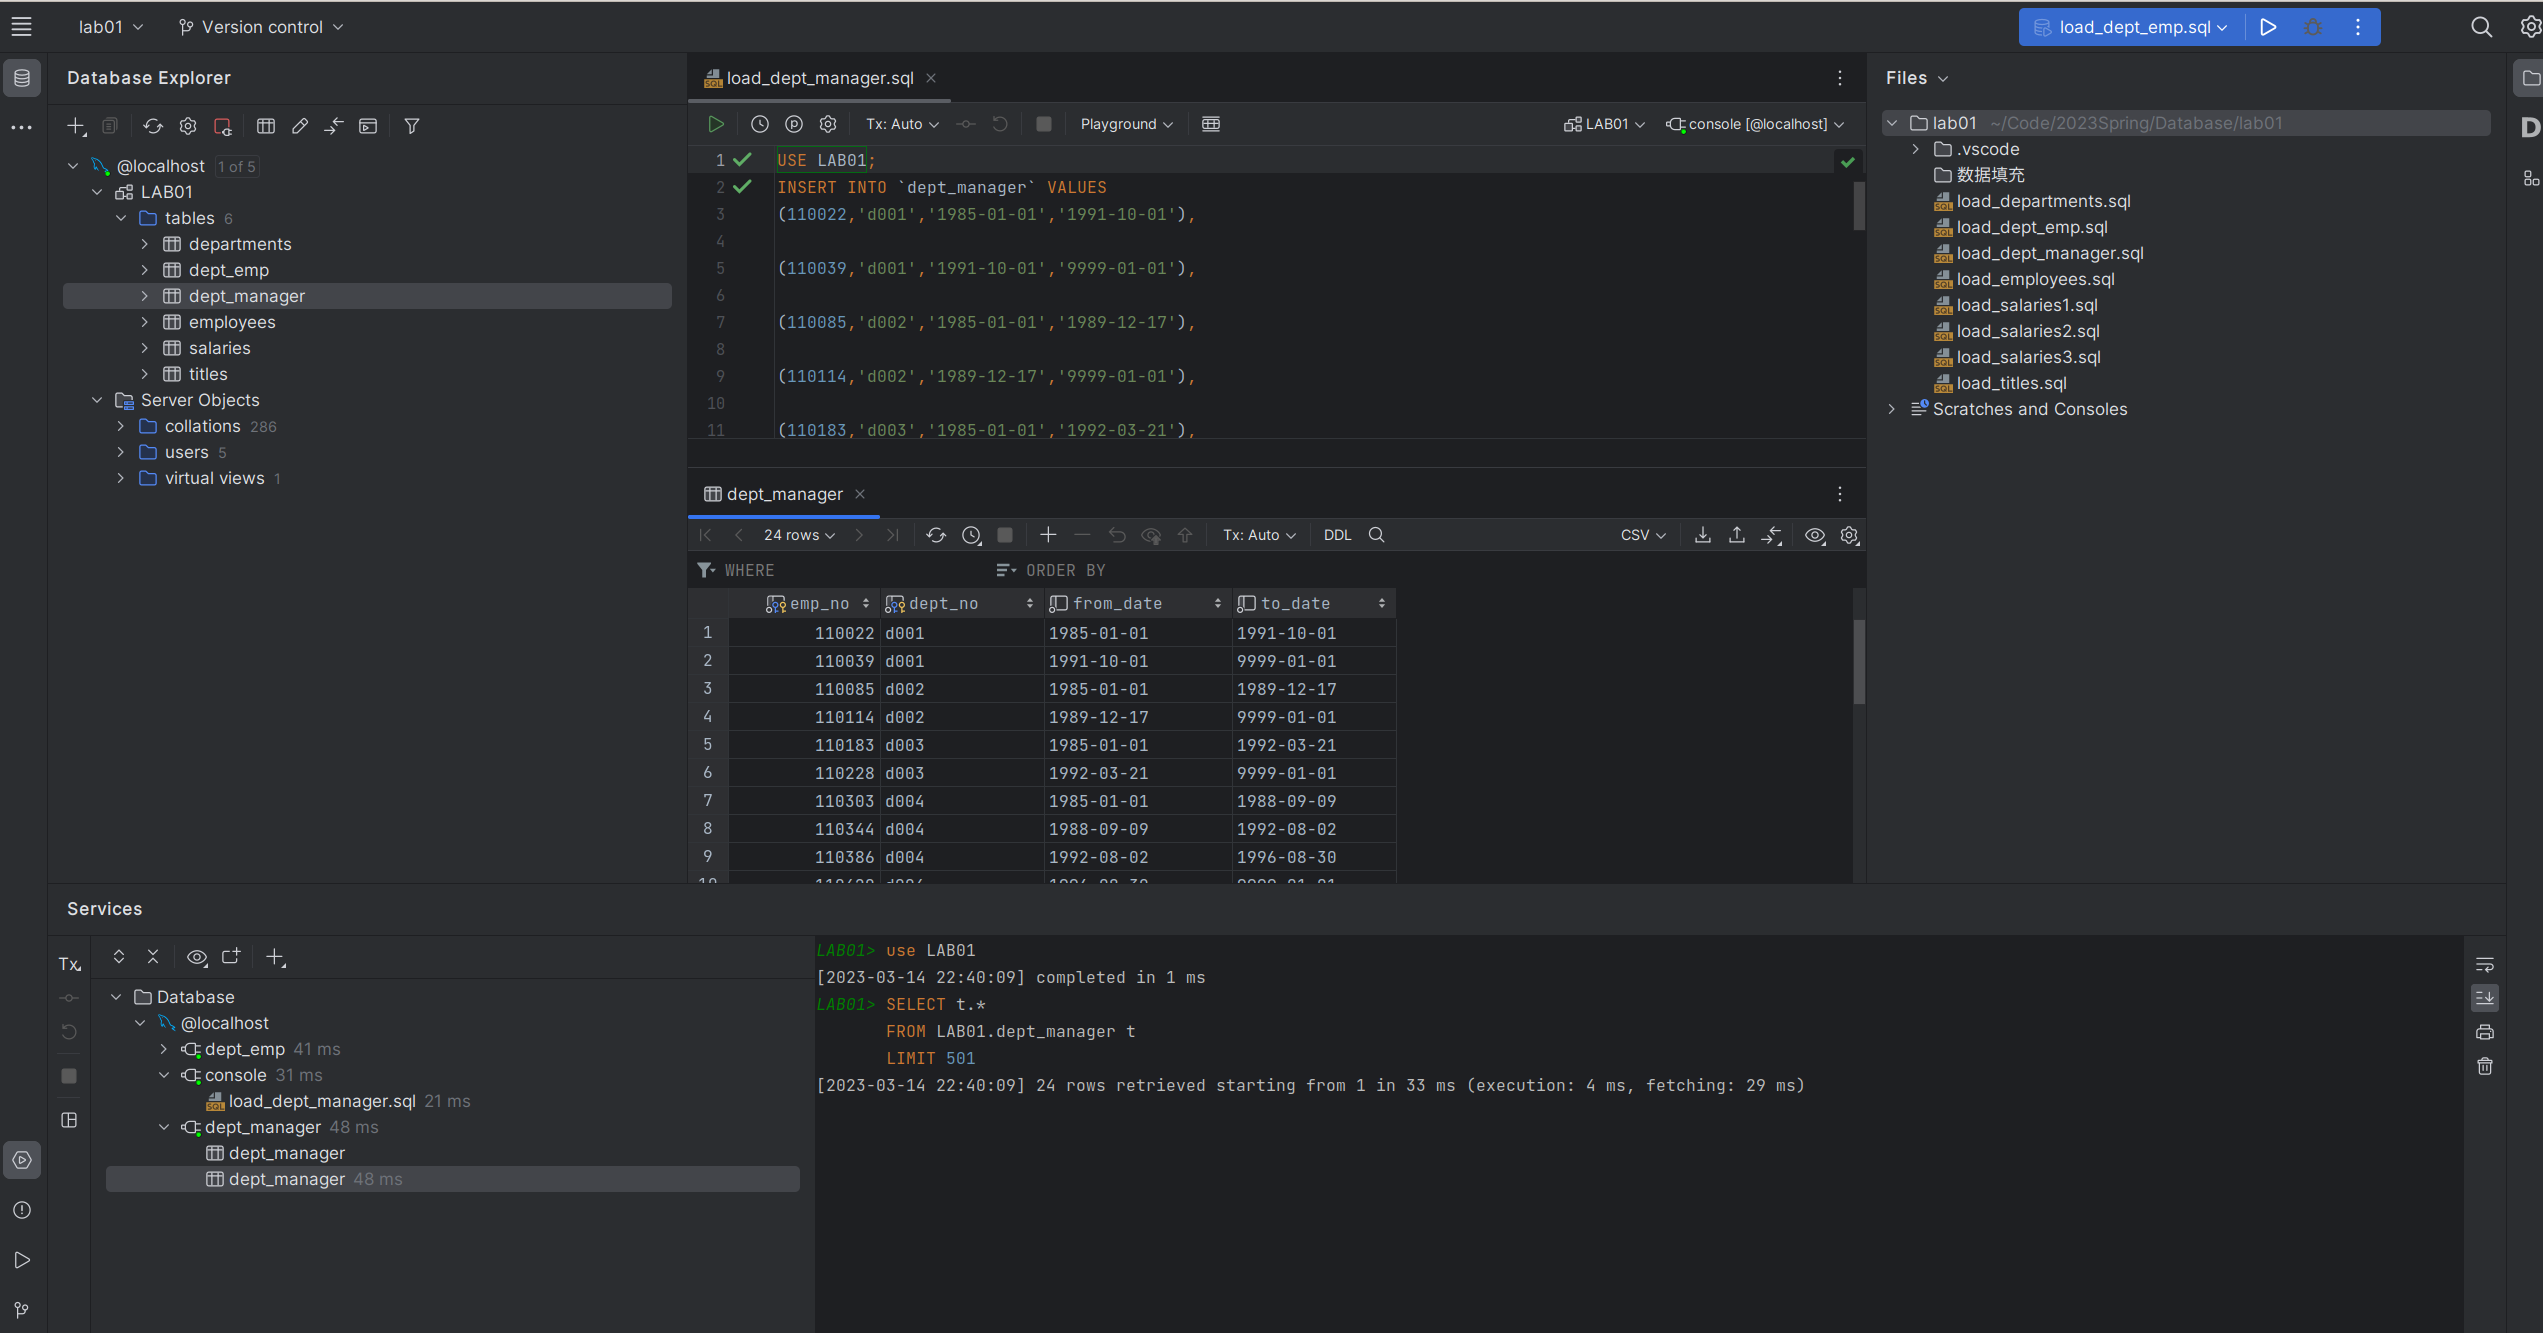 lab01
Version control
load_dept_emp.sql
Database Explorer
@localhost 1 of 5
LAB01
tables 6
departments
dept_emp
dept_manager
employees
salaries
titles
Server Objects
collations 286
users 5
virtual views 1
load_dept_manager.sql
Tx: Auto
Playground
LAB01
console [@localhost]
1 USE LAB01;
2 INSERT INTO `dept_manager` VALUES
3 (110022,'d001','1985-01-01','1991-10-01'),
4
5 (110039,'d001','1991-10-01','9999-01-01'),
6
7 (110085,'d002','1985-01-01','1989-12-17'),
8
9 (110114,'d002','1989-12-17','9999-01-01'),
10
11 (110183,'d003','1985-01-01','1992-03-21'),
dept_manager
24 rows
Tx: Auto
DDL
CSV
WHERE
ORDER BY
emp_no dept_no from_date to_date
1 110022 d001 1985-01-01 1991-10-01
2 110039 d001 1991-10-01 9999-01-01
3 110085 d002 1985-01-01 1989-12-17
4 110114 d002 1989-12-17 9999-01-01
5 110183 d003 1985-01-01 1992-03-21
6 110228 d003 1992-03-21 9999-01-01
7 110303 d004 1985-01-01 1988-09-09
8 110344 d004 1988-09-09 1992-08-02
9 110386 d004 1992-08-02 1996-08-30
Files
lab01 ~/Code/2023Spring/Database/lab01
.vscode
数据填充
load_departments.sql
load_dept_emp.sql
load_dept_manager.sql
load_employees.sql
load_salaries1.sql
load_salaries2.sql
load_salaries3.sql
load_titles.sql
Scratches and Consoles
D
Services
Tx
Database
@localhost
dept_emp 41 ms
console 31 ms
load_dept_manager.sql 21 ms
dept_manager 48 ms
dept_manager
dept_manager 48 ms
LAB01> use LAB01
[2023-03-14 22:40:09] completed in 1 ms
LAB01> SELECT t.*
FROM LAB01.dept_manager t
LIMIT 501
[2023-03-14 22:40:09] 24 rows retrieved starting from 1 in 33 ms (execution: 4 ms, fetching: 29 ms)